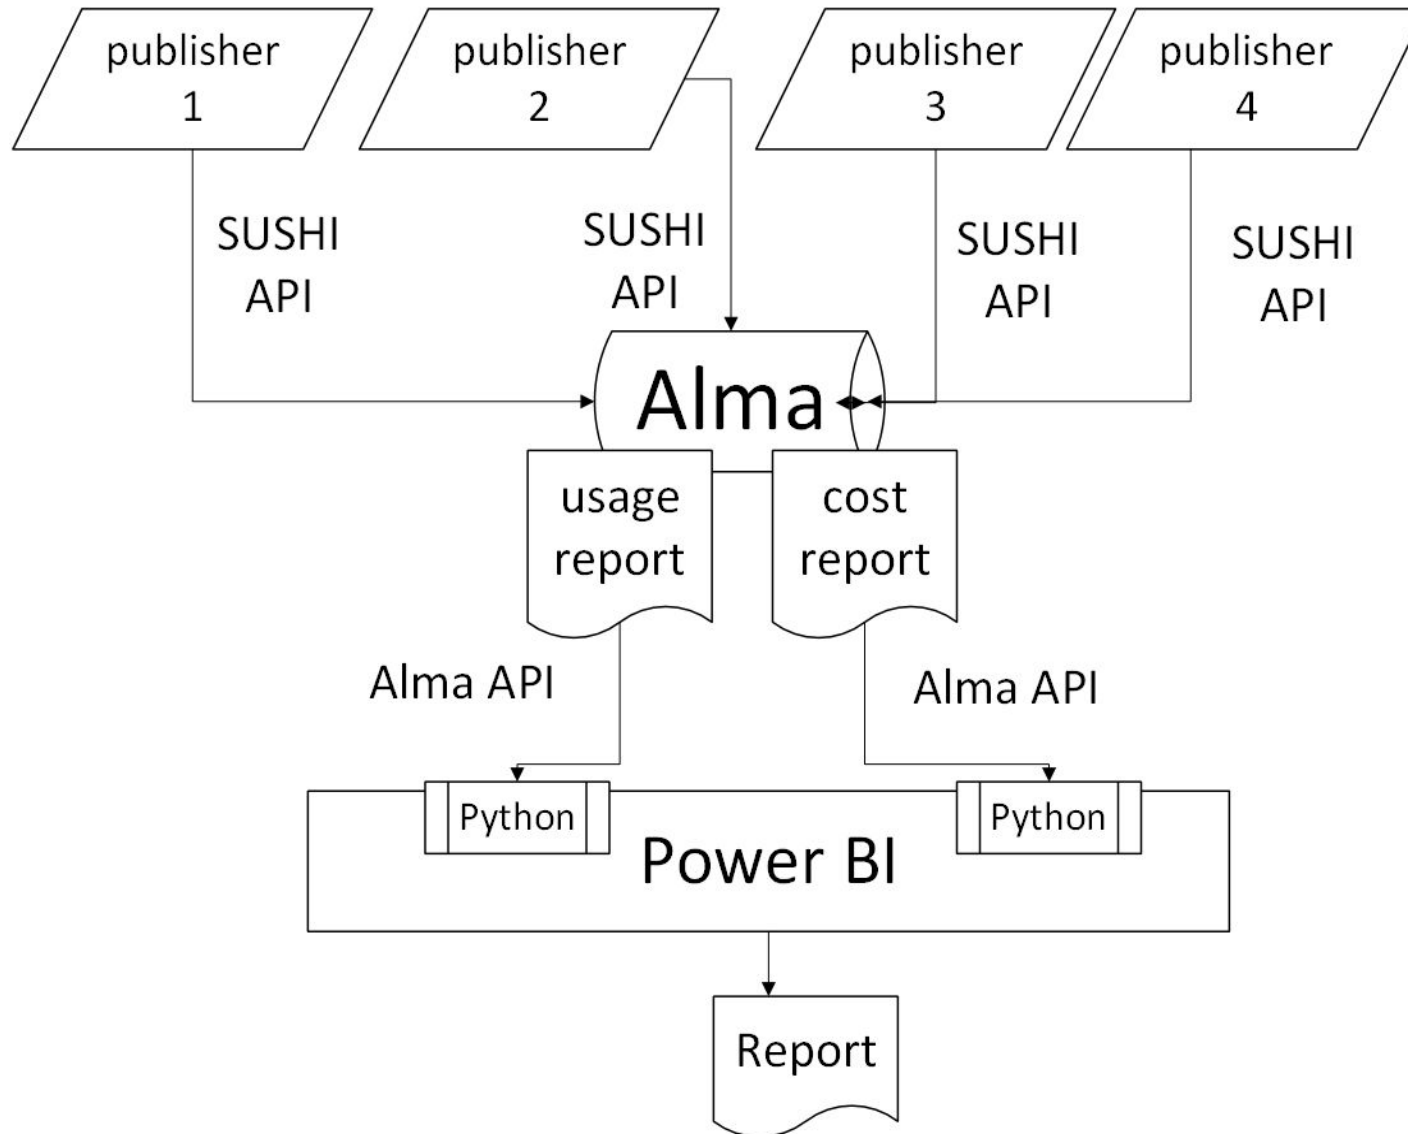 publisher
1
publisher
2
publisher
3
publisher
4
SUSHI
API
SUSHI
API
SUSHI
API
SUSHI
API
Alma
usage
report
cost
report
Alma API
Alma API
Python
Python
Power BI
Report